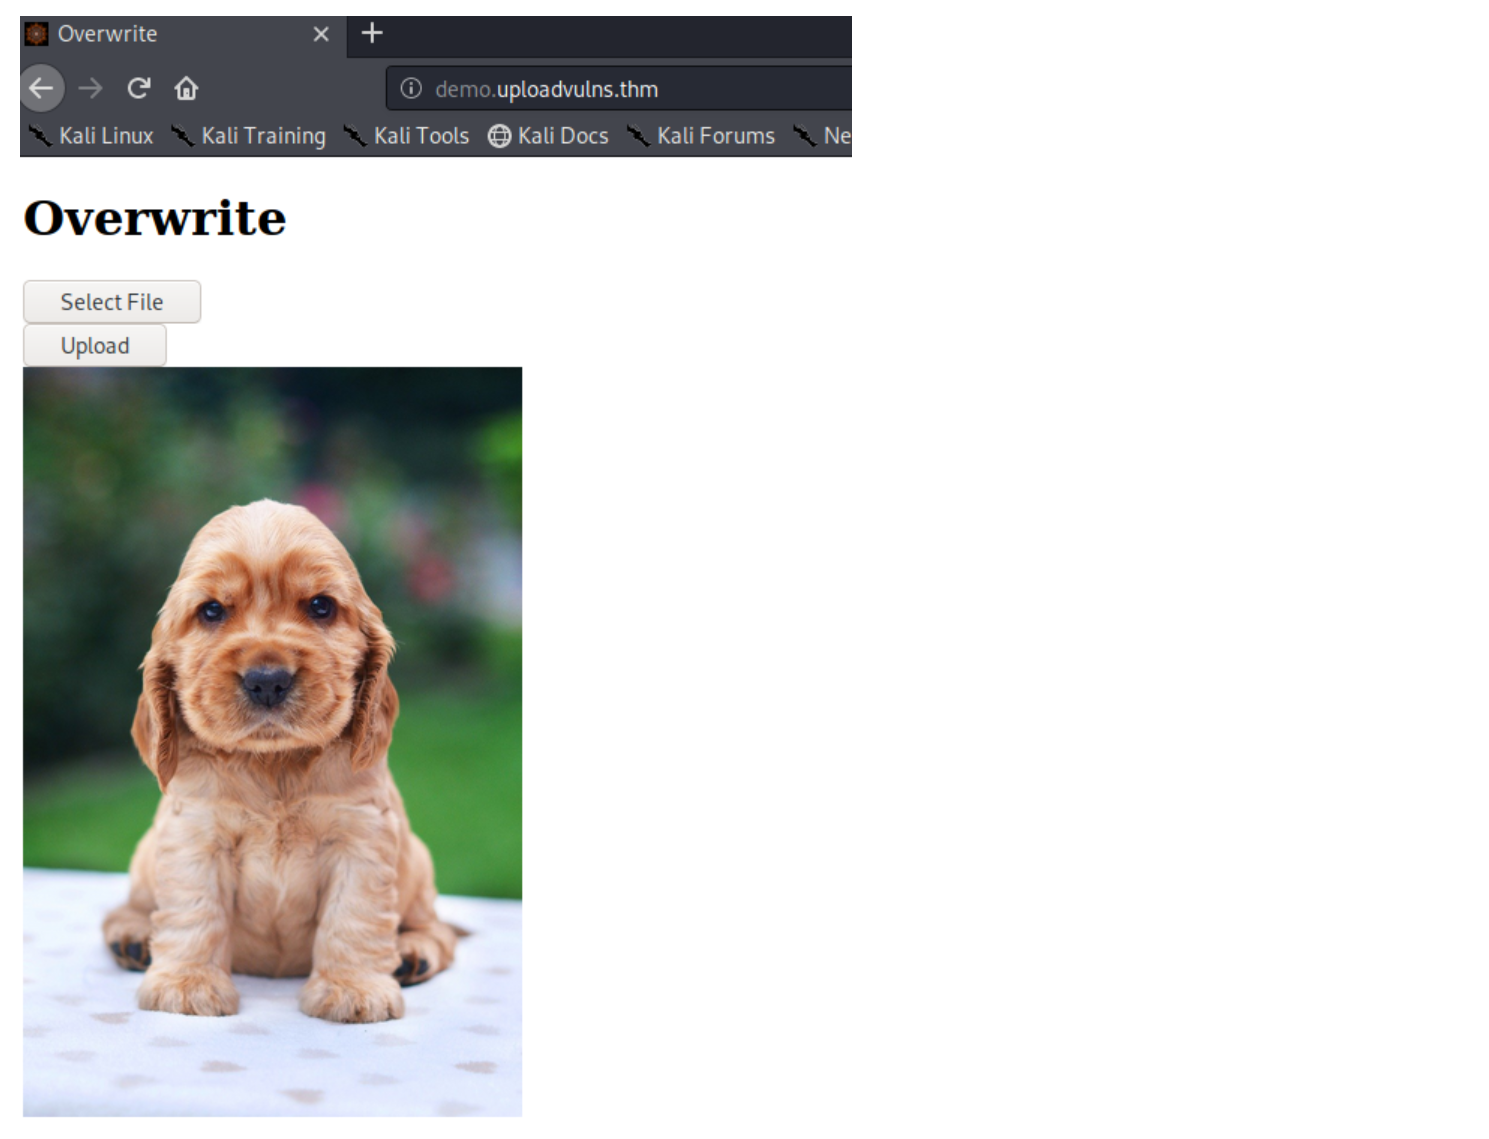 Overwrite
demo.uploadvulns.thm
Kali Linux Kali Training Kali Tools Kali Docs Kali Forums Ne
Overwrite
Select File
Upload